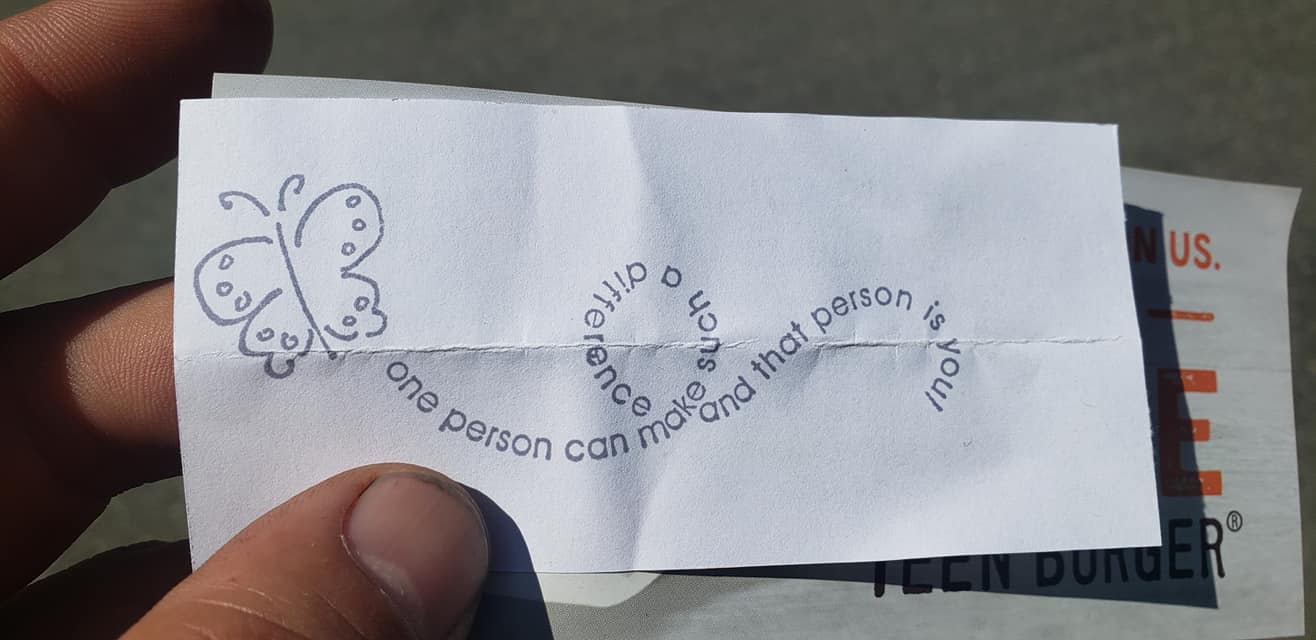 one person can make such a difference and that person is you!
N US.
E
TEEN BURGER®